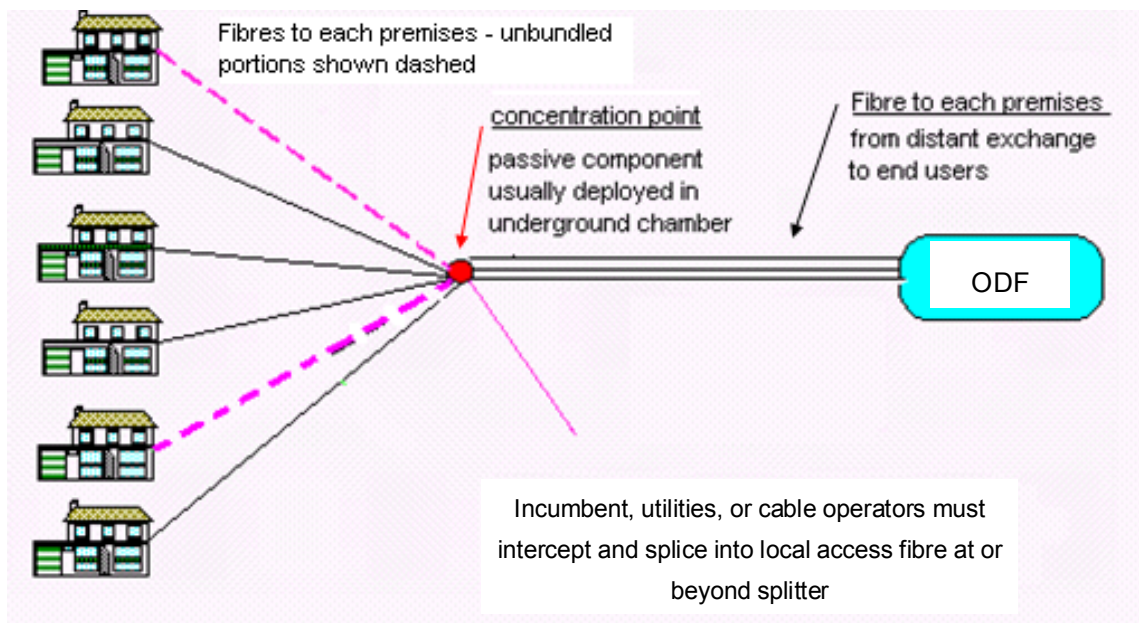 Fibres to each premises - unbundled
portions shown dashed
concentration point
passive component
usually deployed in
underground chamber
Fibre to each premises
from distant exchange
to end users
ODF
Incumbent, utilities, or cable operators must
intercept and splice into local access fibre at or
beyond splitter